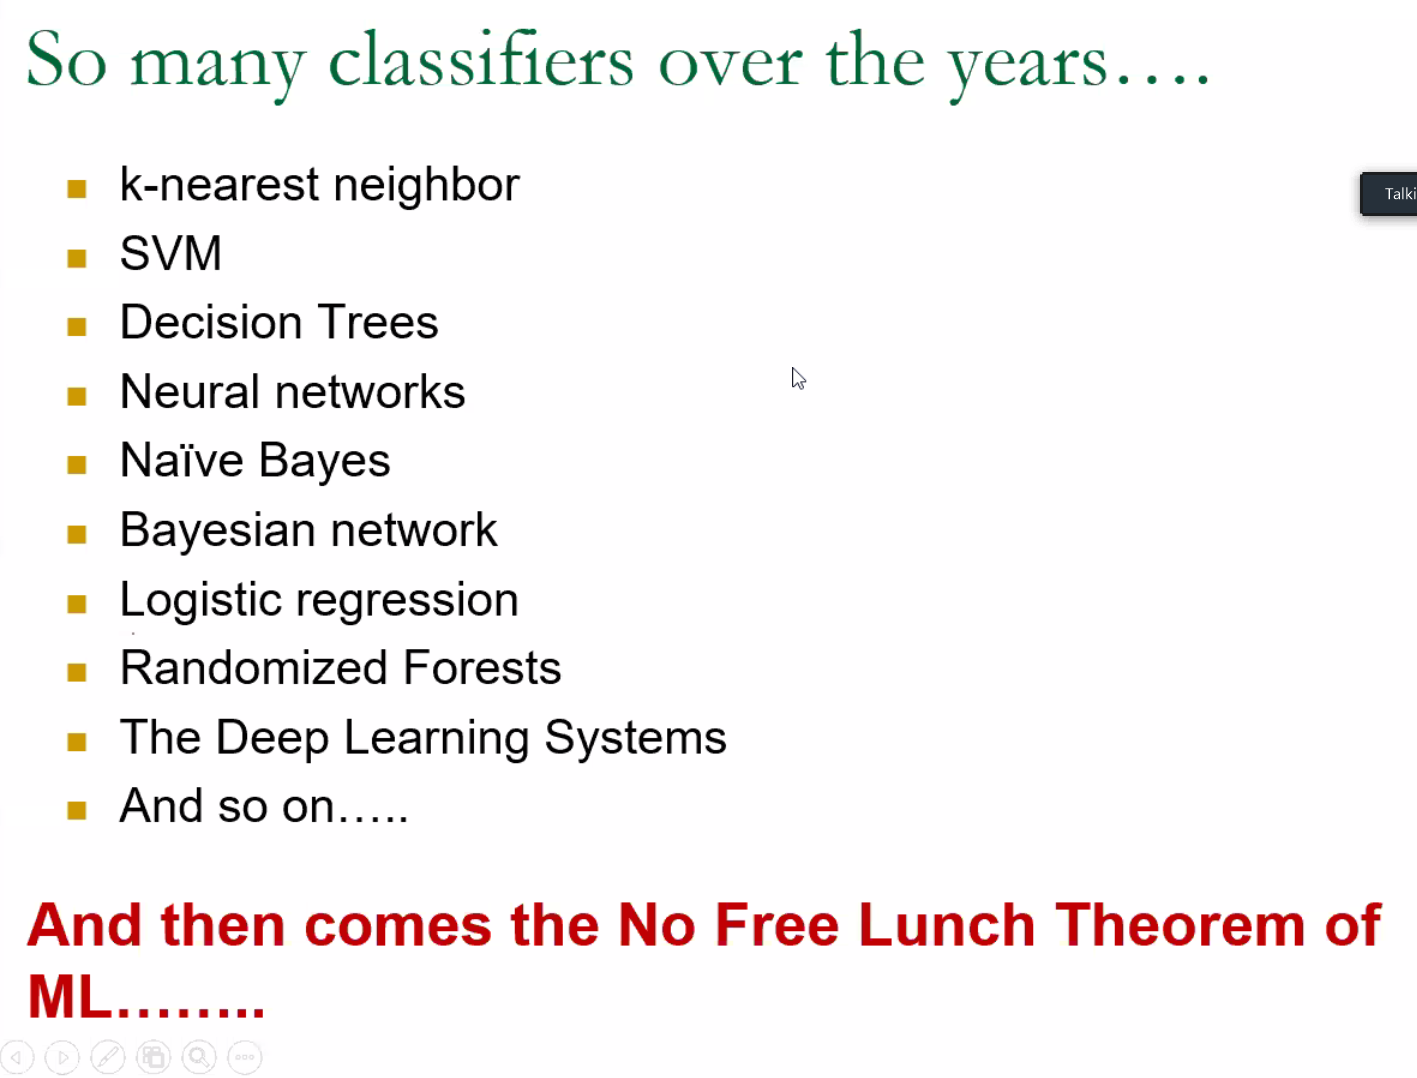 So many classifiers over the years....
k-nearest neighbor
SVM
Decision Trees
Neural networks
Naïve Bayes
Bayesian network
Logistic regression
Randomized Forests
The Deep Learning Systems
And so on.....
And then comes the No Free Lunch Theorem of
ML........
Talki